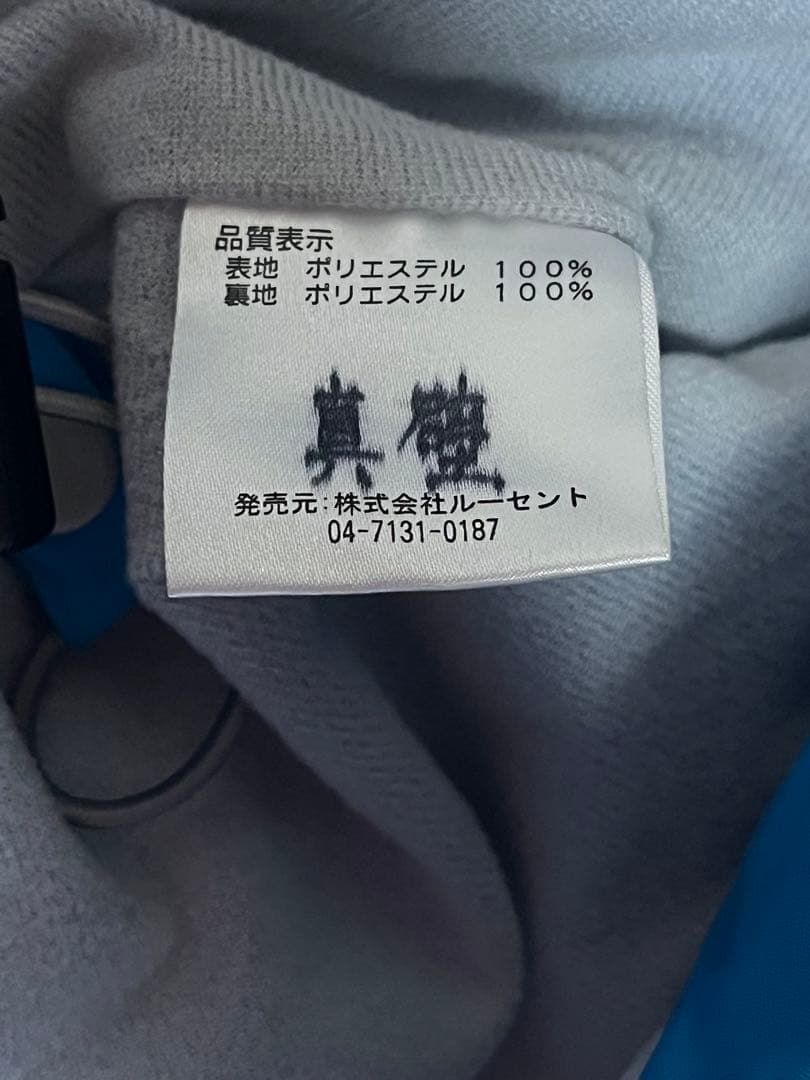 品質表示
表地 ポリエステル 100%
裏地 ポリエステル 100%
真壁
発売元:株式会社ルーセント
04-7131-0187